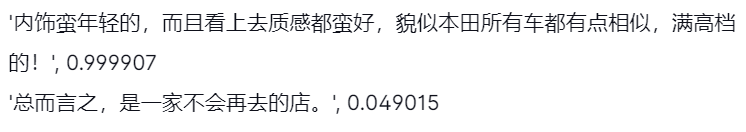 '内饰蛮年轻的，而且看上去质感都蛮好，貌似本田所有车都有点相似，满高档
的！', 0.999907
'总而言之，是一家不会再去的店。', 0.049015